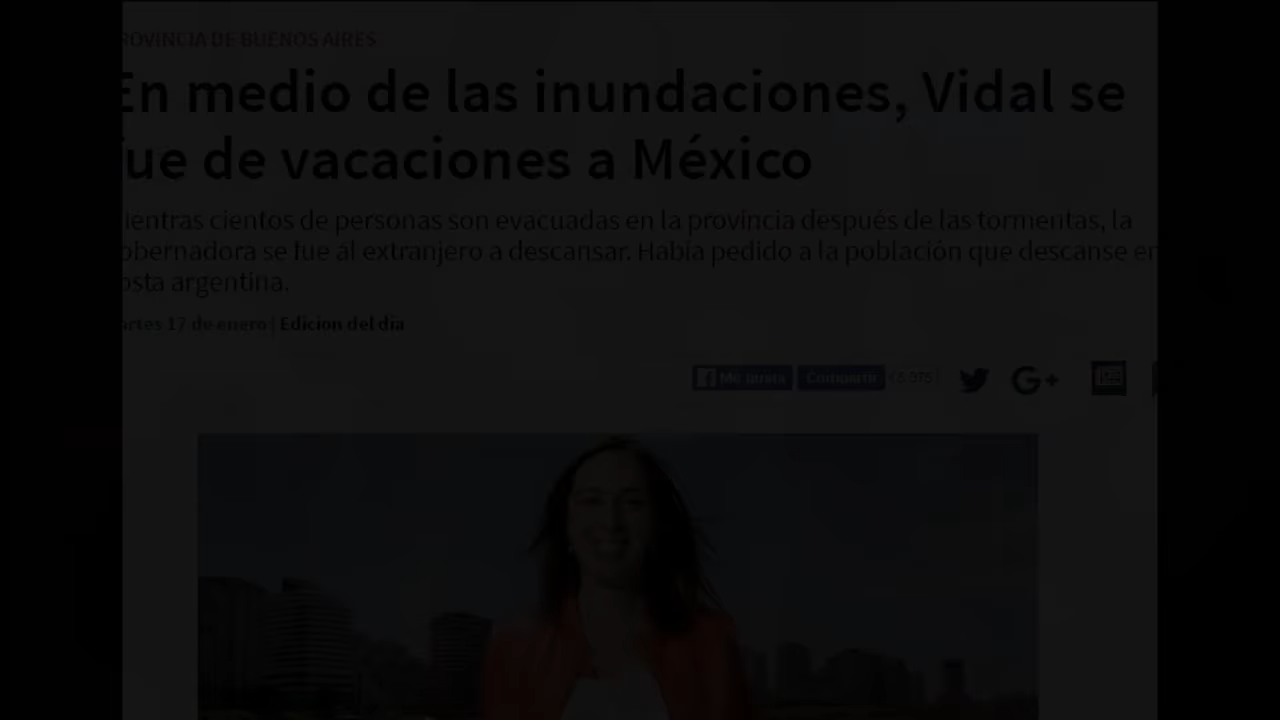 ROVINCIA DE BUENOS AIRES
En medio de las inundaciones, Vidal se
fue de vacaciones a México
ientras cientos de personas son evacuadas en la provincia después de las tormentas, la
obernadora se fue al extranjero a descansar. Había pedido a la población que descanse en
osta argentina.
artes 17 de enero | Edicion del dia
Me gusta Compartir G+